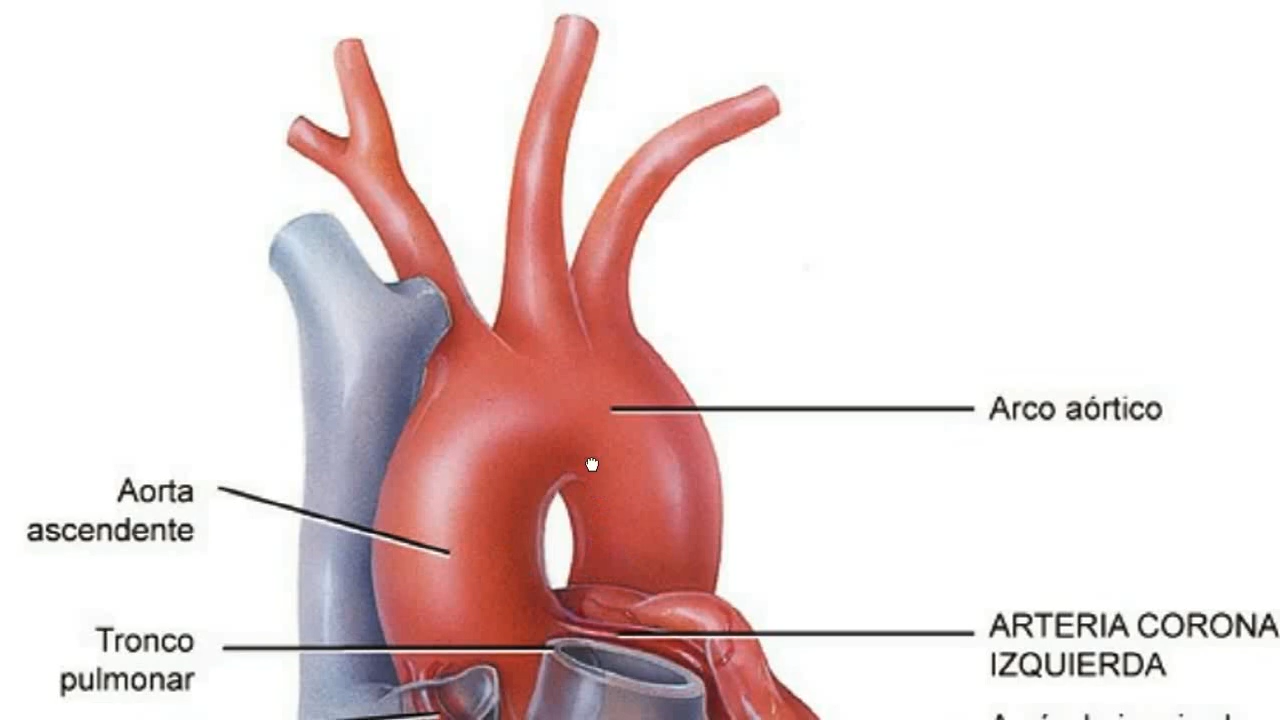 Arco aórtico
Aorta
ascendente
Tronco
pulmonar
ARTERIA CORONA
IZQUIERDA